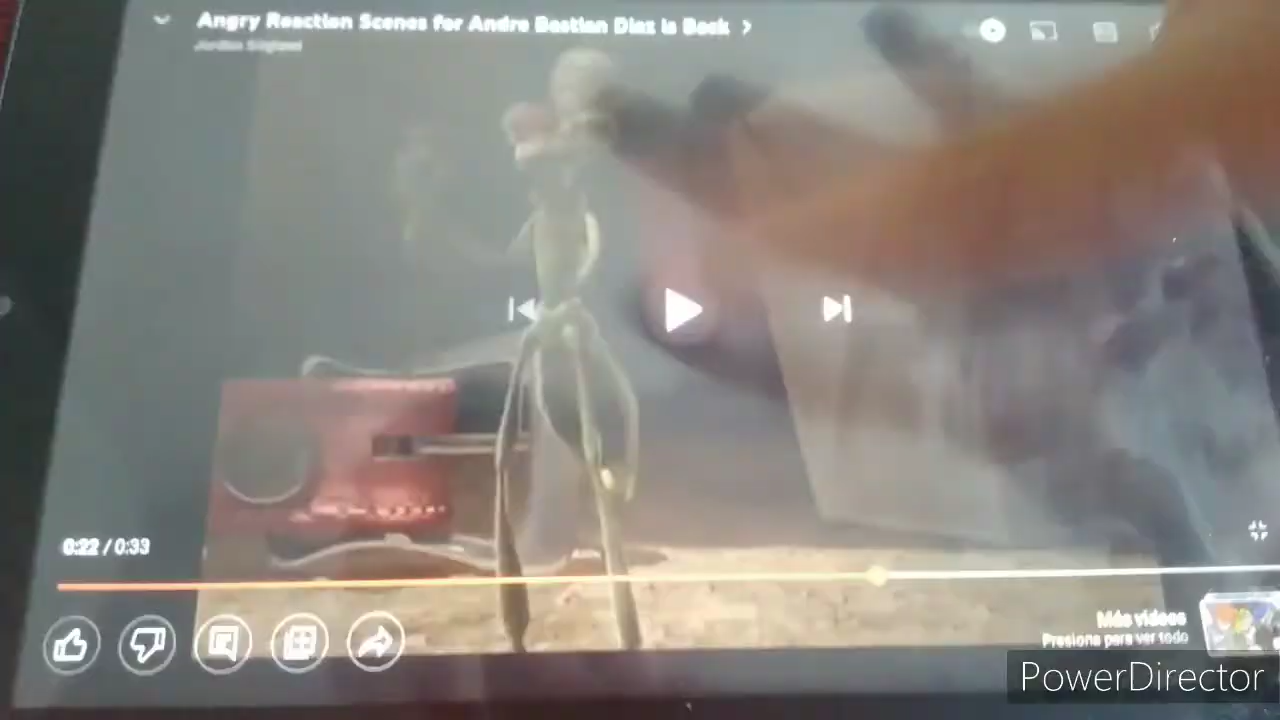 Angry Reaction Scenes for Andre Bastian Diaz is Back
0:22 / 0:33
Más videos
Presiona para ver todo
PowerDirector